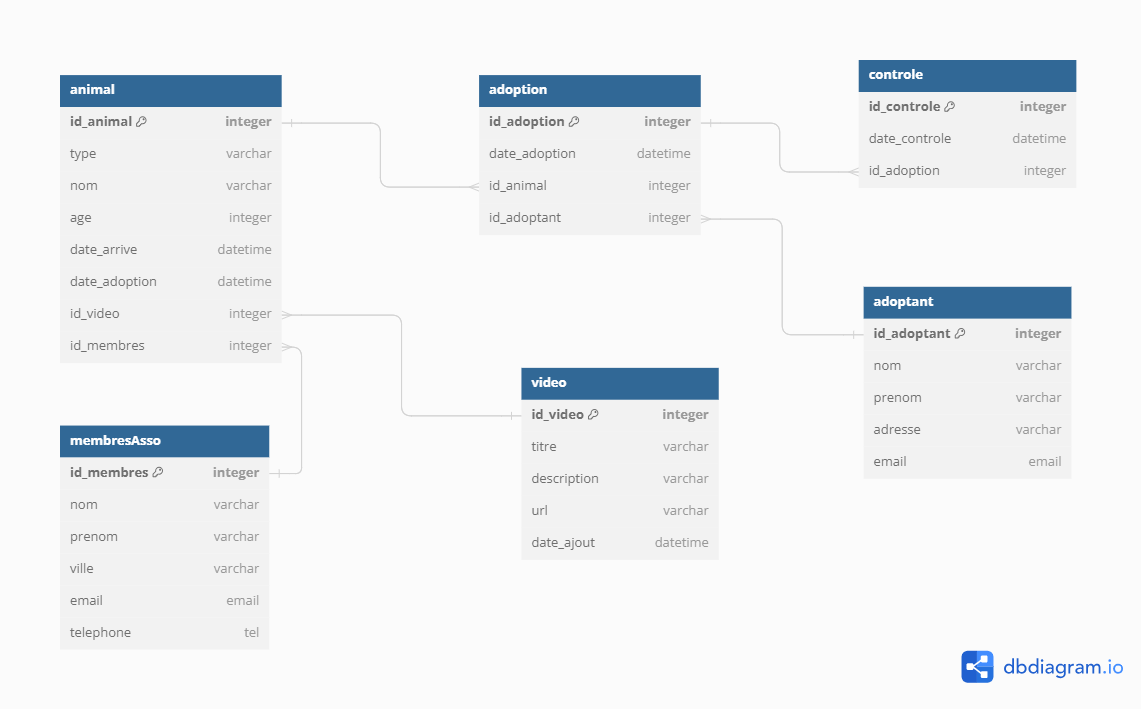 animal
id_animal integer
type varchar
nom varchar
age integer
date_arrive datetime
date_adoption datetime
id_video integer
id_membres integer
adoption
id_adoption integer
date_adoption datetime
id_animal integer
id_adoptant integer
controle
id_controle integer
date_controle datetime
id_adoption integer
adoptant
id_adoptant integer
nom varchar
prenom varchar
adresse varchar
email email
video
id_video integer
titre varchar
description varchar
url varchar
date_ajout datetime
membresAsso
id_membres integer
nom varchar
prenom varchar
ville varchar
email email
telephone tel
dbdiagram.io